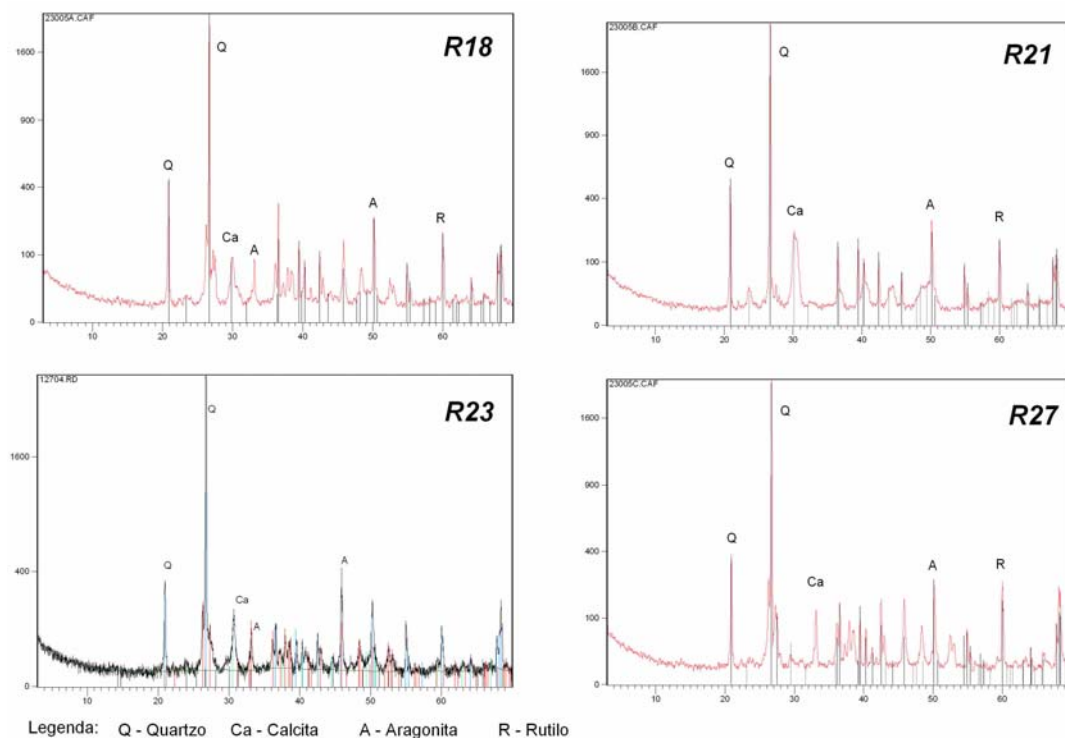 23005A.CAF
R18
1600
900
400
100
0
Q
Q
Ca
A
A
R
10 20 30 40 50 60
23005B.CAF
R21
1600
900
400
100
0
Q
Q
Ca
A
R
10 20 30 40 50 60
12704.RD
R23
1600
400
0
Q
Q
Ca
A
A
10 20 30 40 50 60
23005C.CAF
R27
1600
900
400
100
0
Q
Q
Ca
A
R
10 20 30 40 50 60
Legenda: Q - Quartzo Ca - Calcita A - Aragonita R - Rutilo